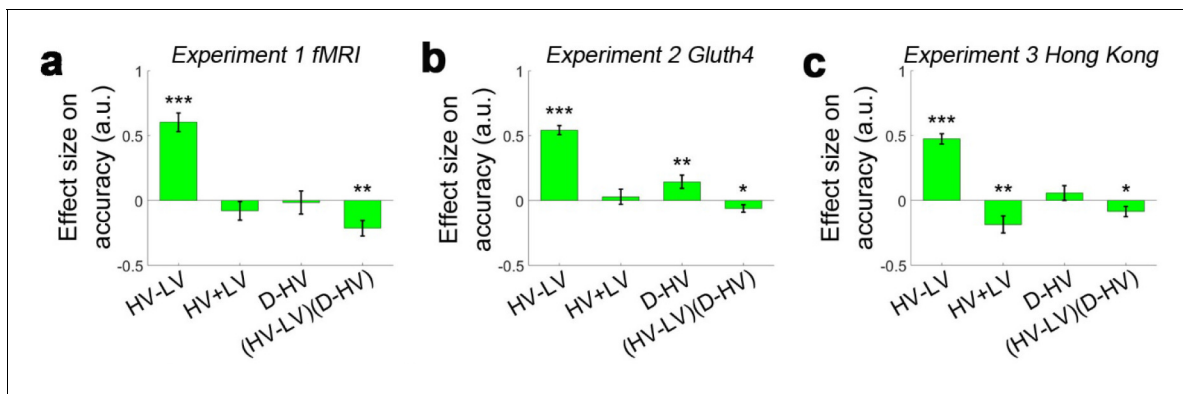 a
Experiment 1 fMRI
Effect size on
accuracy (a.u.)
1
0.5
0
-0.5
***
**
HV-LV
HV+LV
D-HV
(HV-LV)(D-HV)
b
Experiment 2 Gluth4
Effect size on
accuracy (a.u.)
1
0.5
0
-0.5
***
**
*
HV-LV
HV+LV
D-HV
(HV-LV)(D-HV)
c
Experiment 3 Hong Kong
Effect size on
accuracy (a.u.)
1
0.5
0
-0.5
***
**
*
HV-LV
HV+LV
D-HV
(HV-LV)(D-HV)